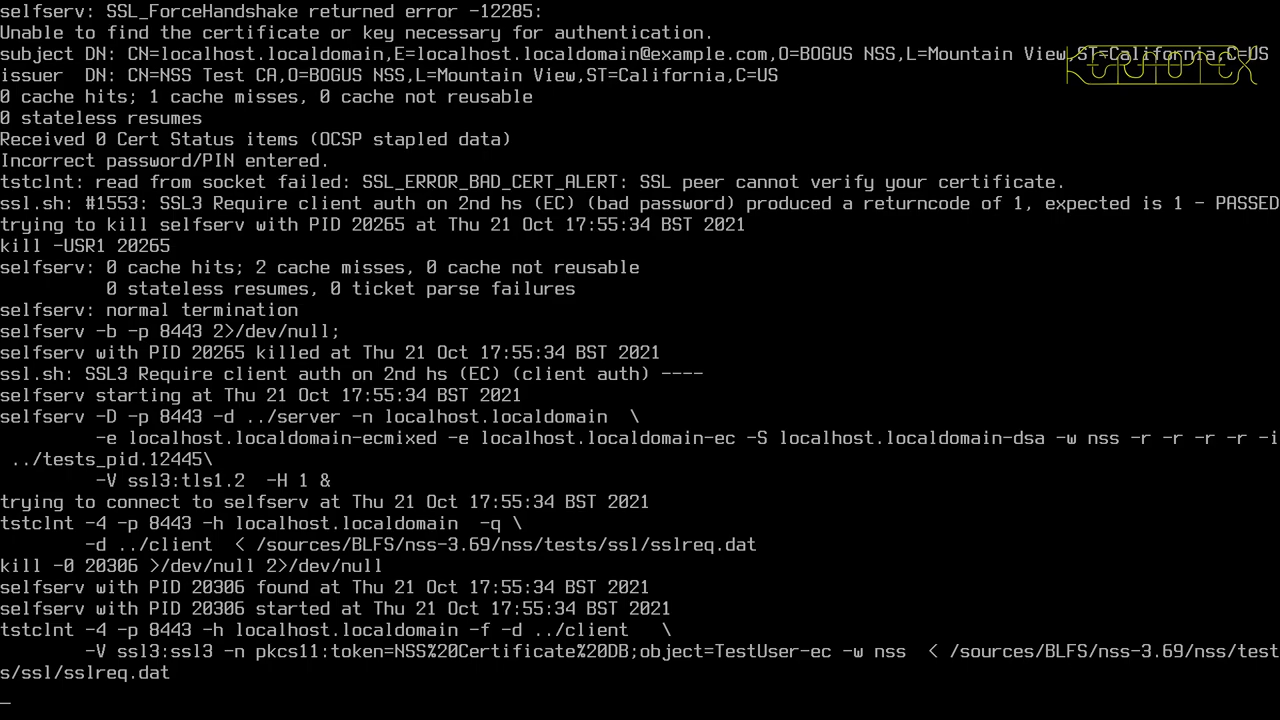 selfserv: SSL_ForceHandshake returned error -12285:
Unable to find the certificate or key necessary for authentication.
subject DN: CN=localhost.localdomain,E=localhost.localdomain@example.com,O=BOGUS NSS,L=Mountain View,ST=California,C=US
issuer  DN: CN=NSS Test CA,O=BOGUS NSS,L=Mountain View,ST=California,C=US
0 cache hits; 1 cache misses, 0 cache not reusable
0 stateless resumes
Received 0 Cert Status items (OCSP stapled data)
Incorrect password/PIN entered.
tstclnt: read from socket failed: SSL_ERROR_BAD_CERT_ALERT: SSL peer cannot verify your certificate.
ssl.sh: #1553: SSL3 Require client auth on 2nd hs (EC) (bad password) produced a returncode of 1, expected is 1 - PASSED
trying to kill selfserv with PID 20265 at Thu 21 Oct 17:55:34 BST 2021
kill -USR1 20265
selfserv: 0 cache hits; 2 cache misses, 0 cache not reusable
          0 stateless resumes, 0 ticket parse failures
selfserv: normal termination
selfserv -b -p 8443 2>/dev/null;
selfserv with PID 20265 killed at Thu 21 Oct 17:55:34 BST 2021
ssl.sh: SSL3 Require client auth on 2nd hs (EC) (client auth) ----
selfserv starting at Thu 21 Oct 17:55:34 BST 2021
selfserv -D -p 8443 -d ../server -n localhost.localdomain  \
         -e localhost.localdomain-ecmixed -e localhost.localdomain-ec -S localhost.localdomain-dsa -w nss -r -r -r -r -i
 ../tests_pid.12445\
         -V ssl3:tls1.2  -H 1 &
trying to connect to selfserv at Thu 21 Oct 17:55:34 BST 2021
tstclnt -4 -p 8443 -h localhost.localdomain  -q \
        -d ../client  < /sources/BLFS/nss-3.69/nss/tests/ssl/sslreq.dat
kill -0 20306 >/dev/null 2>/dev/null
selfserv with PID 20306 found at Thu 21 Oct 17:55:34 BST 2021
selfserv with PID 20306 started at Thu 21 Oct 17:55:34 BST 2021
tstclnt -4 -p 8443 -h localhost.localdomain -f -d ../client   \
        -V ssl3:ssl3 -n pkcs11:token=NSS%20Certificate%20DB;object=TestUser-ec -w nss  < /sources/BLFS/nss-3.69/nss/test
s/ssl/sslreq.dat